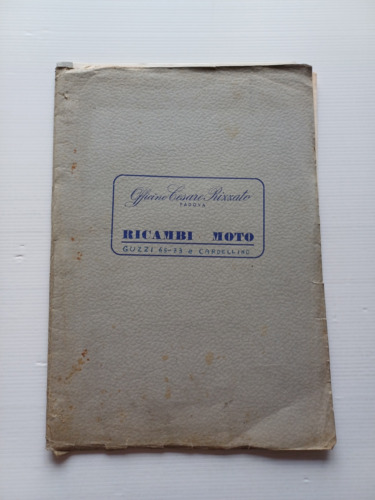 Officine Cesare Rizzato
PADOVA
RICAMBI MOTO
GUZZI 65-73 e CARDELLINO